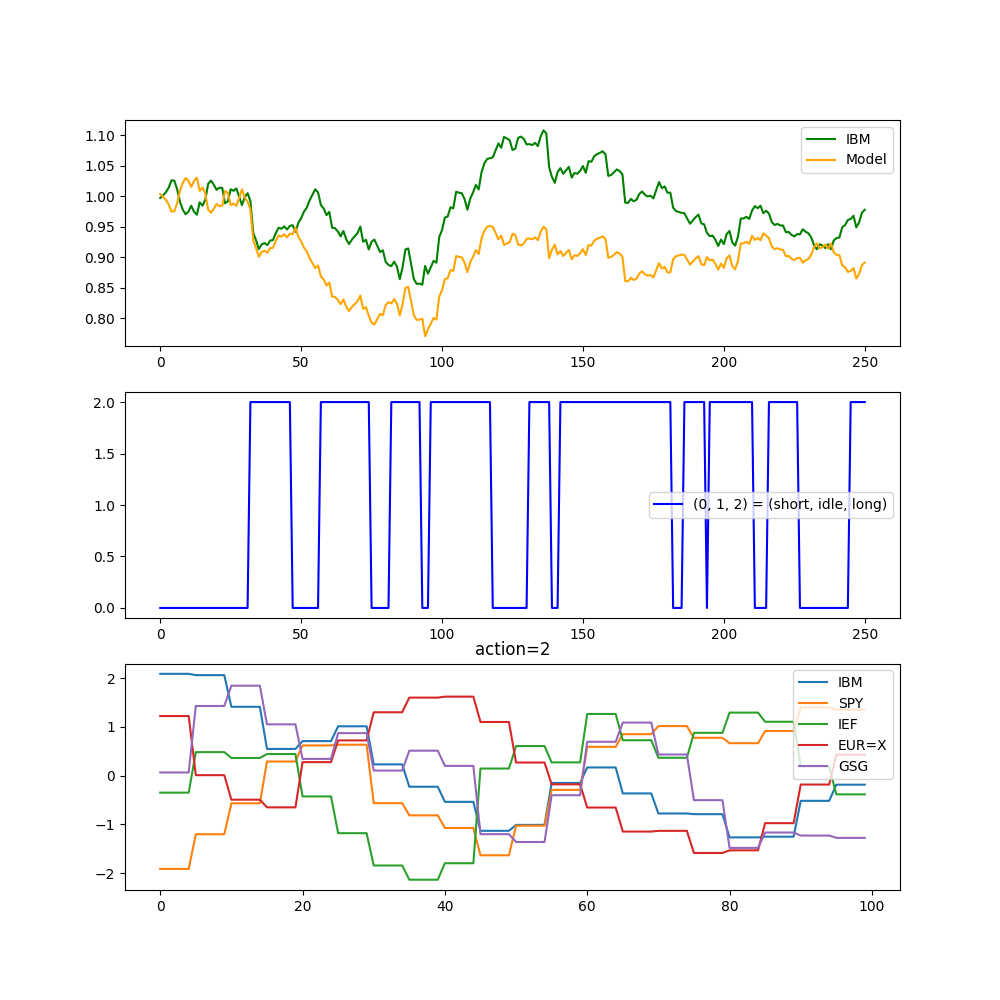 1.10
1.05
1.00
0.95
0.90
0.85
0.80
IBM
Model
0 50 100 150 200 250
2.0
1.5
1.0
0.5
0.0
(0, 1, 2) = (short, idle, long)
0 50 100 150 200 250
action=2
2
1
0
−1
−2
IBM
SPY
IEF
EUR=X
GSG
0 20 40 60 80 100